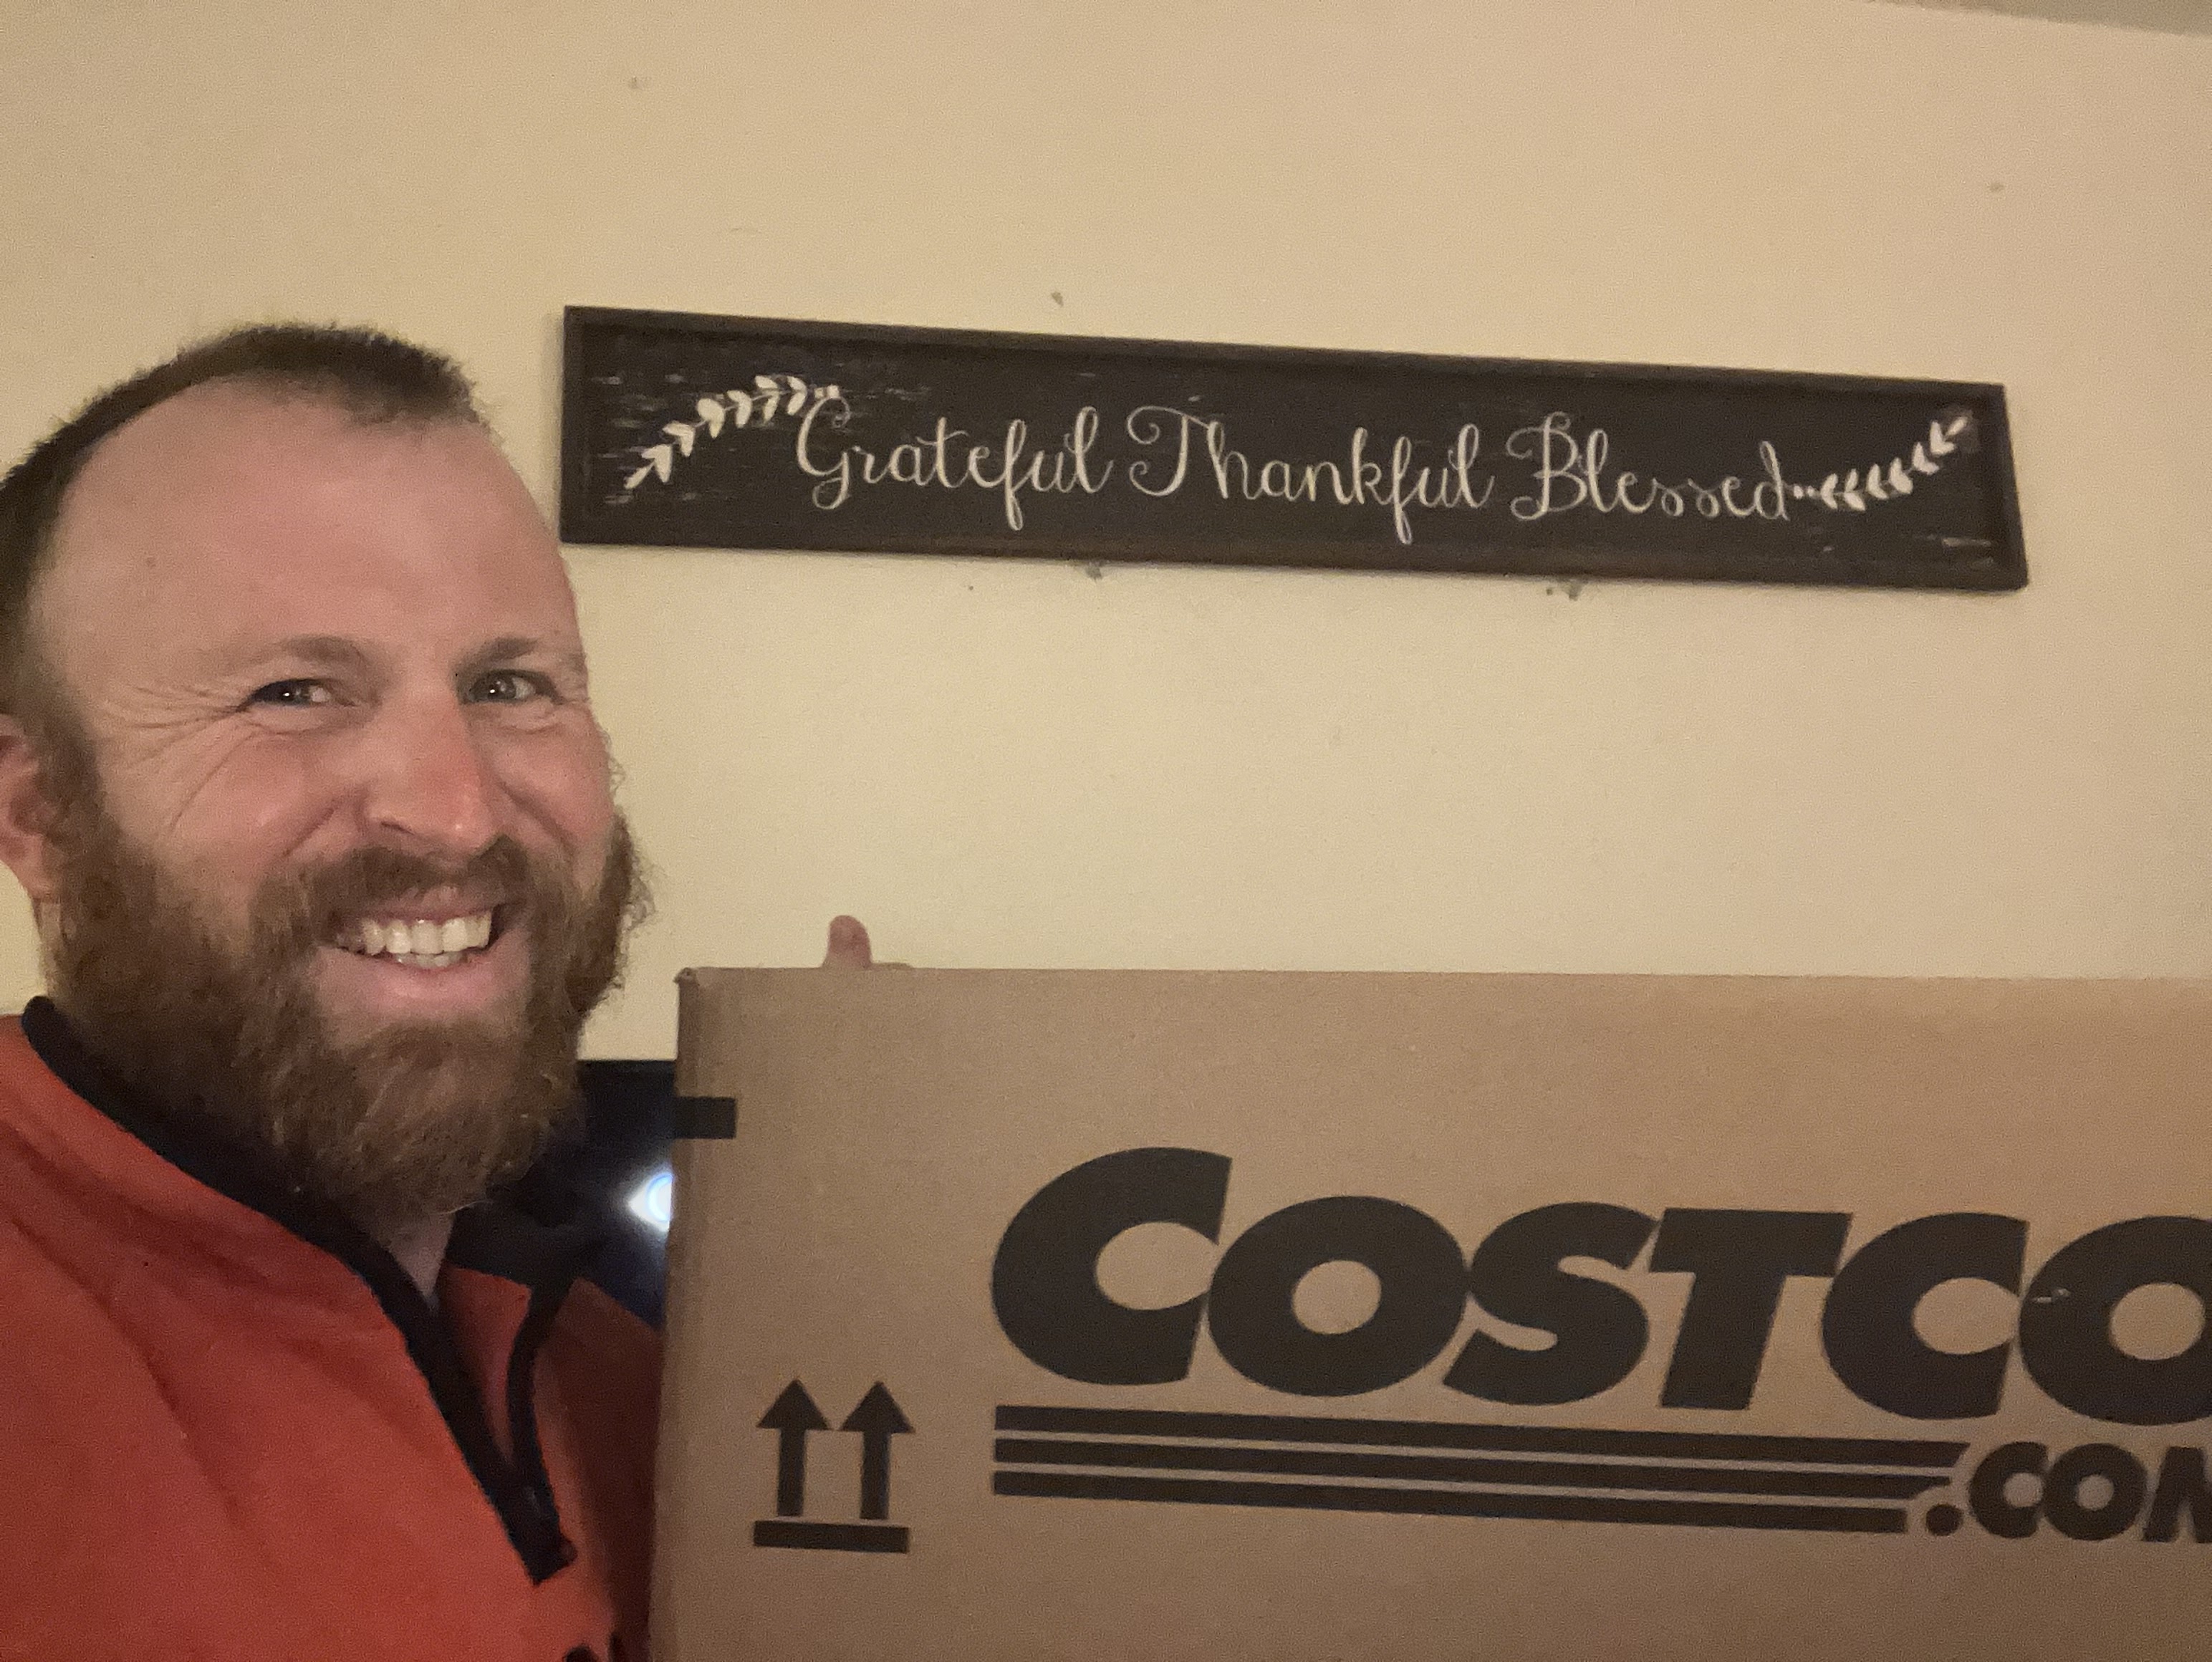 Grateful Thankful Blessed
COSTCO
.COM